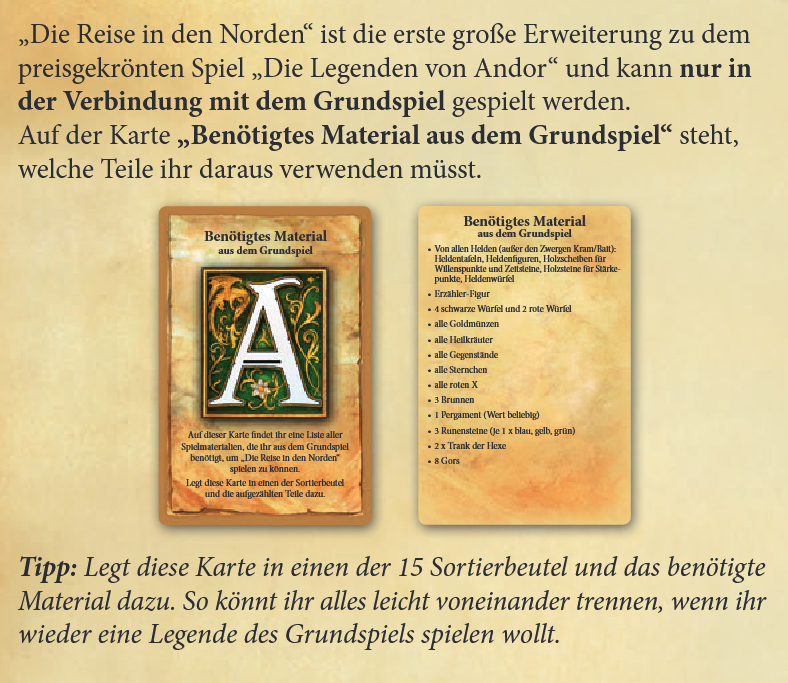 „Die Reise in den Norden“ ist die erste große Erweiterung zu dem
preisgekrönten Spiel „Die Legenden von Andor“ und kann nur in
der Verbindung mit dem Grundspiel gespielt werden.
Auf der Karte „Benötigtes Material aus dem Grundspiel“ steht,
welche Teile ihr daraus verwenden müsst.
Benötigtes Material
aus dem Grundspiel
A
Auf dieser Karte findet ihr eine Liste aller
Spielmaterialien, die ihr aus dem Grundspiel
benötigt, um „Die Reise in den Norden“
spielen zu können.
Legt diese Karte in einen der Sortierbeutel
und die aufgezählten Teile dazu.
Benötigtes Material
aus dem Grundspiel
• Von allen Helden (außer den Zwergen Kram/Bait):
Heldentafeln, Heldenfiguren, Holzscheiben für
Willenspunkte und Zeitsteine, Holzsteine für Stärke-
punkte, Heldenwürfel
• Erzähler-Figur
• 4 schwarze Würfel und 2 rote Würfel
• alle Goldmünzen
• alle Heilkräuter
• alle Gegenstände
• alle Sternchen
• alle roten X
• 3 Brunnen
• 1 Pergament (Wert beliebig)
• 3 Runensteine (je 1 x blau, gelb, grün)
• 2 x Trank der Hexe
• 8 Gors
Tipp: Legt diese Karte in einen der 15 Sortierbeutel und das benötigte
Material dazu. So könnt ihr alles leicht voneinander trennen, wenn ihr
wieder eine Legende des Grundspiels spielen wollt.